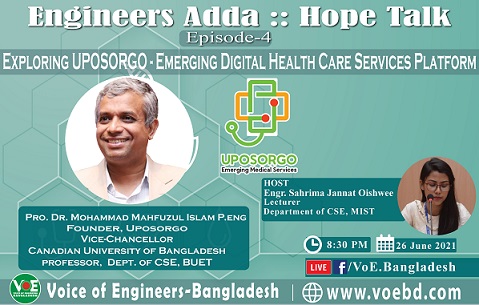 Engineers Adda :: Hope Talk
Episode-4
Exploring UPOSORGO - Emerging Digital Health Care Services Platform
UPOSORGO
Emerging Medical Services
Pro. Dr. Mohammad Mahfuzul Islam P.eng
Founder, Uposorgo
Vice-Chancellor
Canadian University of Bangladesh
professor, Dept. of CSE, BUET
HOST
Engr. Sahrima Jannat Oishwee
Lecturer
Department of CSE, MIST
8:30 PM
26 June 2021
LIVE f/VoE.Bangladesh
VOE
Voice of Engineers-Bangladesh
www.voebd.com